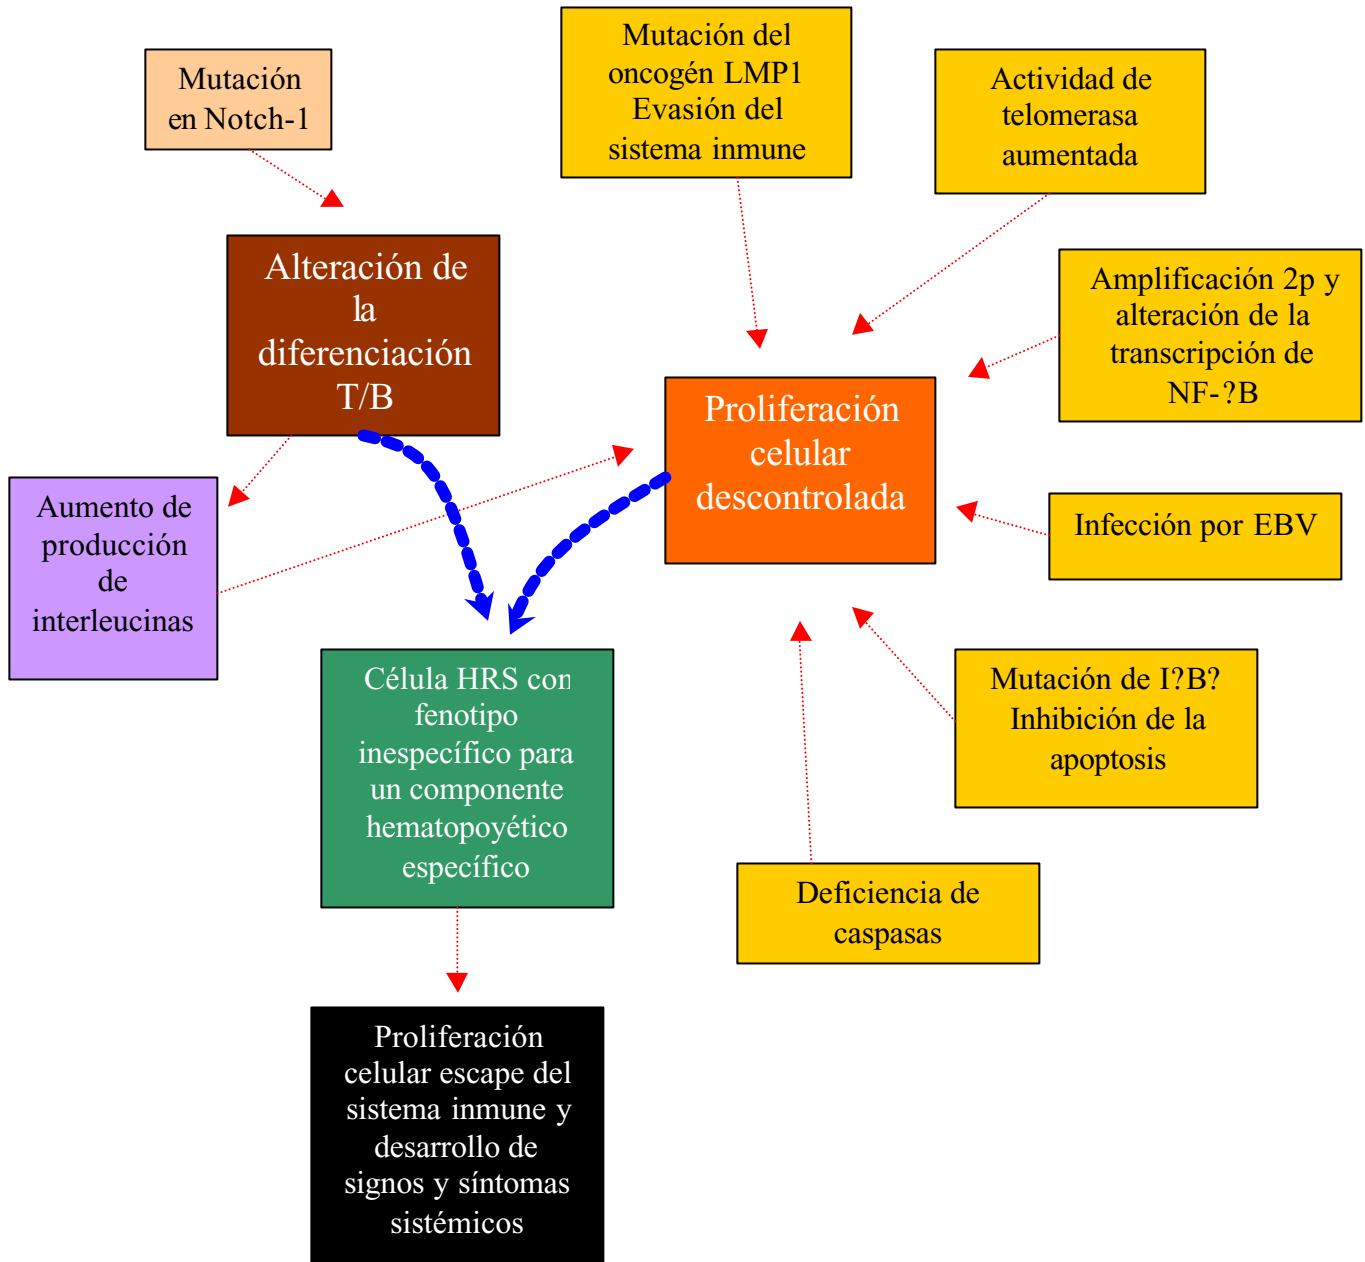 Mutación
en Notch-1
Mutación del
oncogén LMP1
Evasión del
sistema inmune
Actividad de
telomerasa
aumentada
Alteración de
la
diferenciación
T/B
Amplificación 2p y
alteración de la
transcripción de
NF-?B
Proliferación
celular
descontrolada
Aumento de
producción
de
interleucinas
Infección por EBV
Célula HRS con
fenotipo
inespecífico para
un componente
hematopoyético
específico
Mutación de I?B?
Inhibición de la
apoptosis
Deficiencia de
caspasas
Proliferación
celular escape del
sistema inmune y
desarrollo de
signos y síntomas
sistémicos